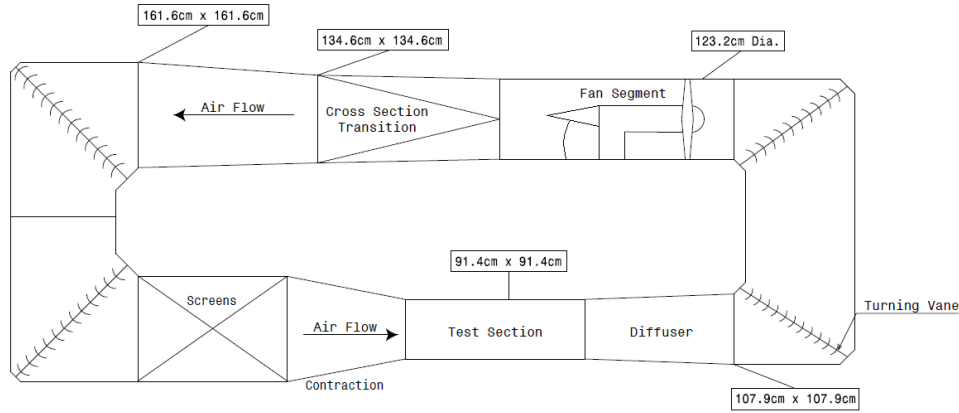 161.6cm x 161.6cm
134.6cm x 134.6cm
123.2cm Dia.
Fan Segment
Air Flow
Cross Section
Transition
91.4cm x 91.4cm
Screens
Air Flow
Test Section
Diffuser
Turning Vane
Contraction
107.9cm x 107.9cm